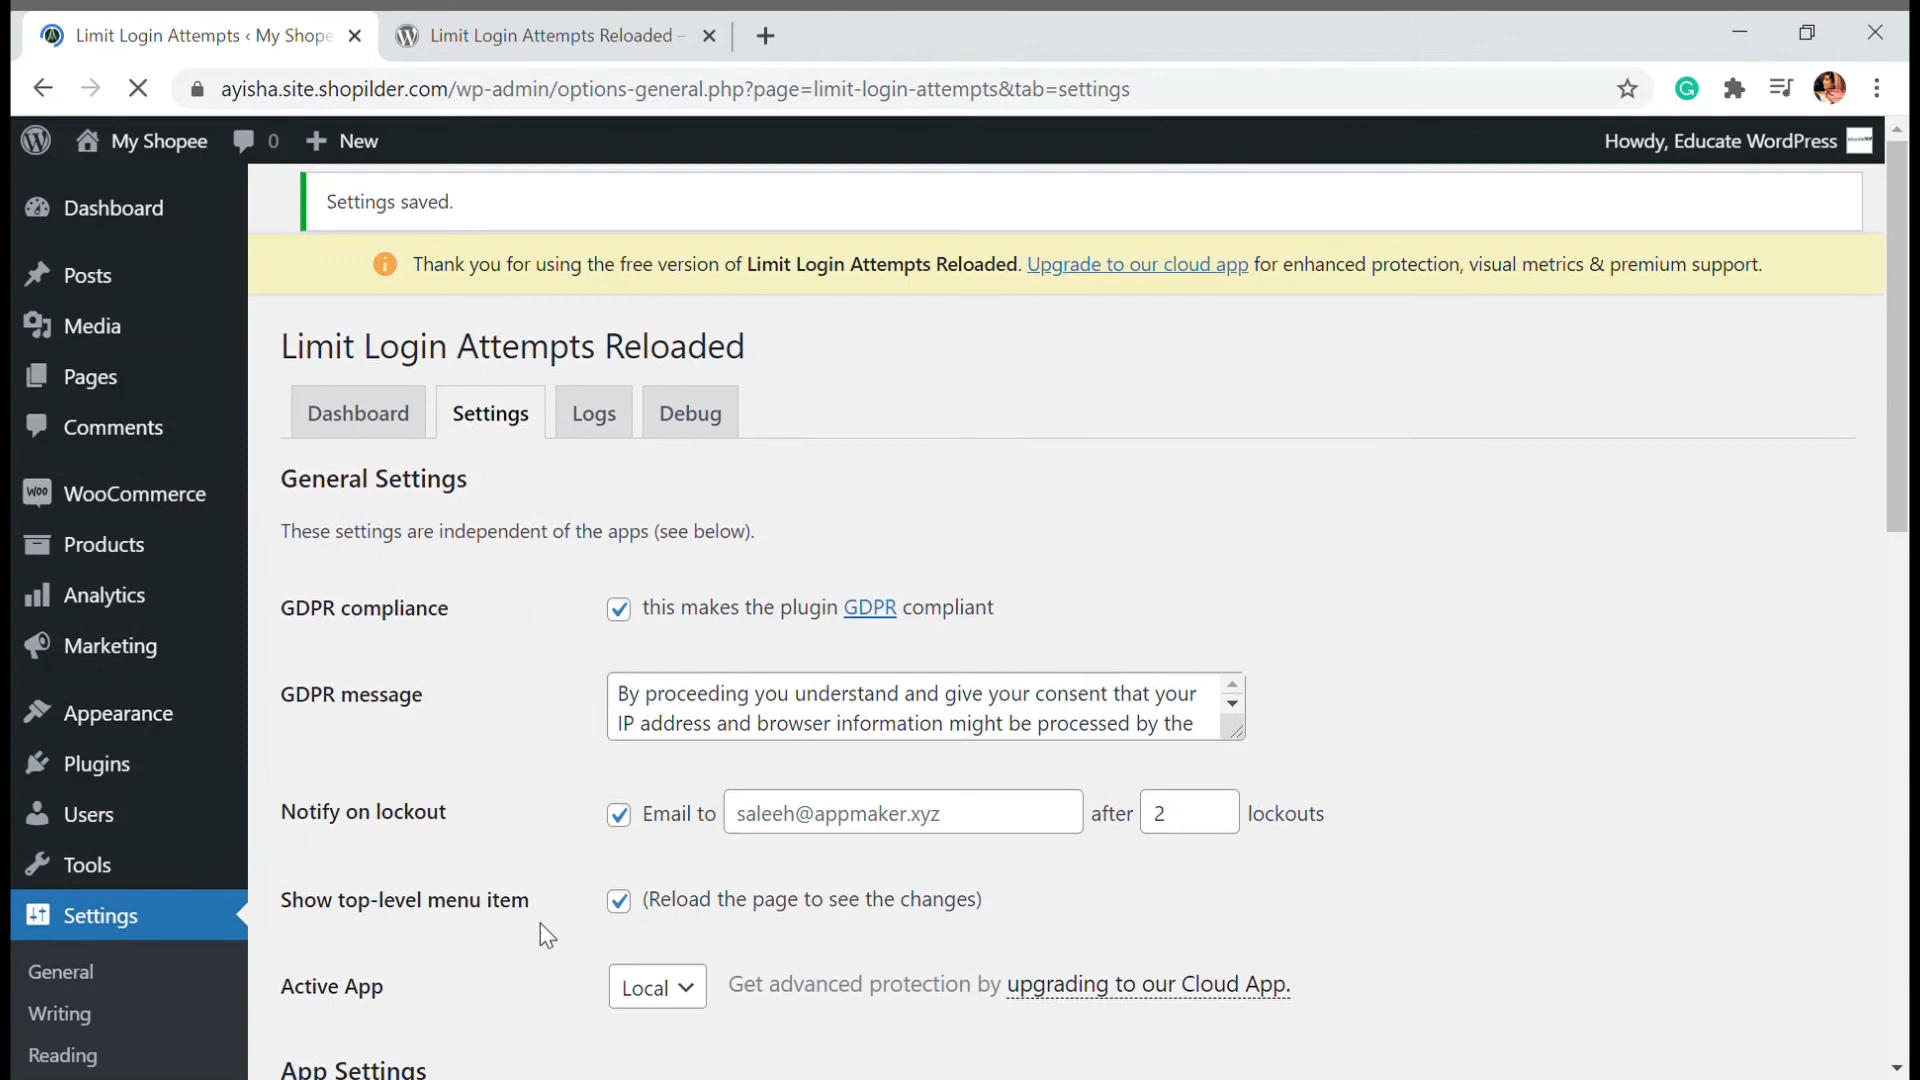 Limit Login Attempts ‹ My Shope
Limit Login Attempts Reloaded –
ayisha.site.shopilder.com/wp-admin/options-general.php?page=limit-login-attempts&tab=settings
My Shopee
0
New
Howdy, Educate WordPress
Dashboard
Posts
Media
Pages
Comments
WooCommerce
Products
Analytics
Marketing
Appearance
Plugins
Users
Tools
Settings
General
Writing
Reading
Settings saved.
Thank you for using the free version of Limit Login Attempts Reloaded. Upgrade to our cloud app for enhanced protection, visual metrics & premium support.
Limit Login Attempts Reloaded
Dashboard
Settings
Logs
Debug
General Settings
These settings are independent of the apps (see below).
GDPR compliance
this makes the plugin GDPR compliant
GDPR message
By proceeding you understand and give your consent that your
IP address and browser information might be processed by the
Notify on lockout
Email to saleeh@appmaker.xyz after 2 lockouts
Show top-level menu item
(Reload the page to see the changes)
Active App
Local
Get advanced protection by upgrading to our Cloud App.
App Settings